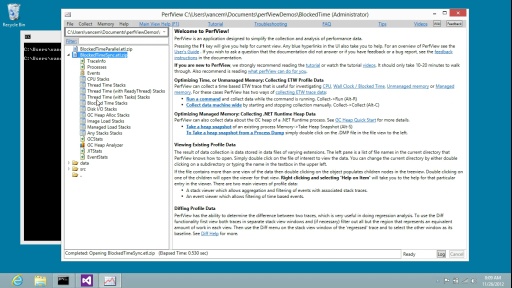 Recycle Bin
PerfView C:\Users\vancem\Documents\perfViewDemos\BlockedTime (Administrator)
File Collect Memory Help Main View Help (F1) Tutorial Troubleshooting FAQ Tips Videos Feedback
C:\Users\vancem\Documents\perfViewDemos\
Filter:
BlockedTimeParallel.etl.zip
BlockedTimeSync.etl.zip
TraceInfo
Processes
Events
CPU Stacks
Thread Time Stacks
Thread Time (with ReadyThread) Stacks
Thread Time (with Tasks) Stacks
Blocked Time Stacks
Disk I/O Stacks
GC Heap Alloc Stacks
Image Load Stacks
Managed Load Stacks
Any Stacks Stacks
GCStats
GC Heap Analyzer
JITStats
EventStats
data
src
..
Welcome to PerfView!
PerfView is an application designed to simplify the collection and analysis of performance data.
Pressing the F1 key will give you help for current view. Any blue hyperlinks in the UI also take you to help. For an overview of PerfView see the
User's Guide. If you wish to ask a question that the documentation did not answer or if you have feedback or a bug report, see the feedback
instructions in the documentation.
If you are new to PerfView, we strongly recommend reading the tutorial or watch the tutorial videos. It should only take 10-20 minutes to walk
through. Also recommend is reading what PerfView can do for you.
Optimizing Time, or Unmanaged Memory: Collecting ETW Profile Data
PerfView can collect a time based ETW trace that is useful for investigating CPU, Wall Clock / Blocked Time, Unmanaged Memory or Managed
memory. For these cases PerfView has two ways of collecting ETW data:
Run a command and collect data while the command is running. Collect->Run (Alt-R)
Collect data machine wide by starting and stopping collection manually. Collect->Collect (Alt-C)
Optimizing Managed Memory: Collecting .NET Runtime Heap Data
PerfView can also collect data about the GC heap of a .NET Runtime session. See GC Heap Quick Start for more details.
Take a heap snapshot of an existing process Memory->Take Heap Snapshot (Alt-S)
To Take a heap snapshot from a Process Dump simply double click on the .DMP file in the view to the left.
Viewing Existing Profile Data
The result of data collection is data stored in data files of varying extensions. The left pane is a list of file names in the current directory that
PerfView knows how to open. Simply double click on the file of interest to view the data. You can change the current directory by either double
clicking on a subdirectory or typing the name in the textbox in the upper left.
If the file contains more than one view of the data then double clicking on the object populates children nodes in the treeview. Double clicking on
one of the children will open the viewer for that view. Right clicking and selecting 'Help on Item' will take you to the help for that particular
entry in the viewer. There are two main viewers of profile data:
A stack viewer which allows aggregation and filtering of events with associated stack traces.
An event viewer which allows filtering of time based events.
Diffing Profile Data
PerfView has the ability to determine the difference between two traces, which is very useful in doing regression analysis. To use the Diff
functionality first view both traces in separate stack view windows and (if necessary) filter out all but the region that represents an equivalent
amount of work in each view. Then use the Diff menu on the stack view window of the 'regressed' trace and to select the other window as its
baseline. See Diff Help for more.
Completed: Opening BlockedTimeSync.etl.zip (Elapsed Time: 0.530 sec)
Ready
Log
Cancel